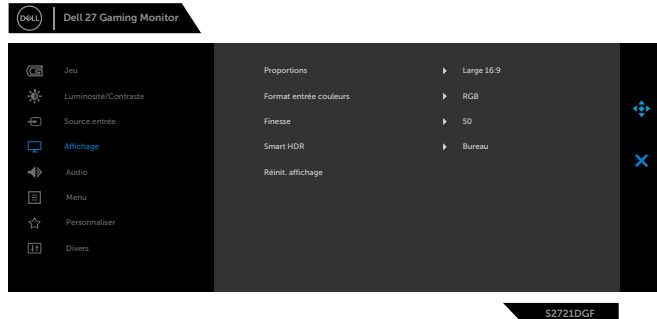 DELL
Dell 27 Gaming Monitor
Jeu
Luminosité/Contraste
Source entrée
Affichage
Audio
Menu
Personnaliser
Divers
Proportions Large 16:9
Format entrée couleurs RGB
Finesse 50
Smart HDR Bureau
Réinit. affichage
S2721DGF